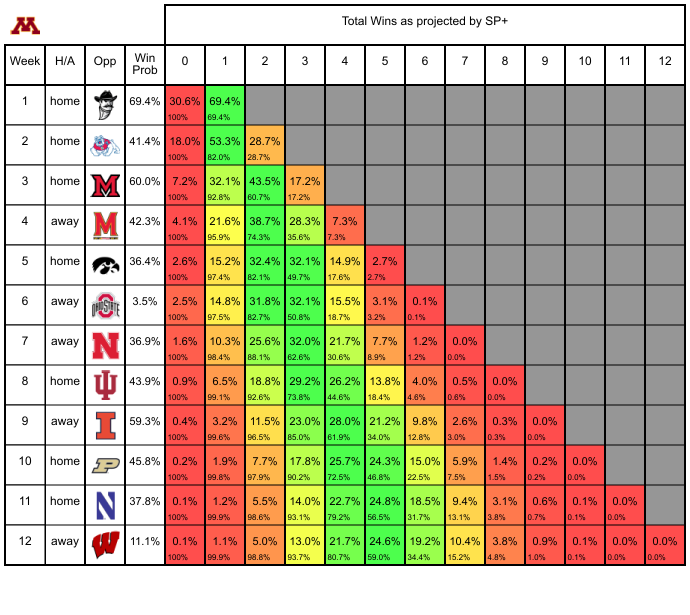 M
Total Wins as projected by SP+
Week H/A Opp Win Prob 0 1 2 3 4 5 6 7 8 9 10 11 12
1 home 69.4% 30.6% 69.4%
100% 69.4%
2 home 41.4% 18.0% 53.3% 28.7%
100% 82.0% 28.7%
3 home M 60.0% 7.2% 32.1% 43.5% 17.2%
100% 92.8% 60.7% 17.2%
4 away M 42.3% 4.1% 21.6% 38.7% 28.3% 7.3%
100% 95.9% 74.3% 35.6% 7.3%
5 home 36.4% 2.6% 15.2% 32.4% 32.1% 14.9% 2.7%
100% 97.4% 82.1% 49.7% 17.6% 2.7%
6 away OHIO STATE 3.5% 2.5% 14.8% 31.8% 32.1% 15.5% 3.1% 0.1%
100% 97.5% 82.7% 50.8% 18.7% 3.2% 0.1%
7 away N 36.9% 1.6% 10.3% 25.6% 32.0% 21.7% 7.7% 1.2% 0.0%
100% 98.4% 88.1% 62.6% 30.6% 8.9% 1.2% 0.0%
8 home IU 43.9% 0.9% 6.5% 18.8% 29.2% 26.2% 13.8% 4.0% 0.5% 0.0%
100% 99.1% 92.6% 73.8% 44.6% 18.4% 4.6% 0.6% 0.0%
9 away I 59.3% 0.4% 3.2% 11.5% 23.0% 28.0% 21.2% 9.8% 2.6% 0.3% 0.0%
100% 99.6% 96.5% 85.0% 61.9% 34.0% 12.8% 3.0% 0.3% 0.0%
10 home P 45.8% 0.2% 1.9% 7.7% 17.8% 25.7% 24.3% 15.0% 5.9% 1.4% 0.2% 0.0%
100% 99.8% 97.9% 90.2% 72.5% 46.8% 22.5% 7.5% 1.5% 0.2% 0.0%
11 home N 37.8% 0.1% 1.2% 5.5% 14.0% 22.7% 24.8% 18.5% 9.4% 3.1% 0.6% 0.1% 0.0%
100% 99.9% 98.6% 93.1% 79.2% 56.5% 31.7% 13.1% 3.8% 0.7% 0.1% 0.0%
12 away W 11.1% 0.1% 1.1% 5.0% 13.0% 21.7% 24.6% 19.2% 10.4% 3.8% 0.9% 0.1% 0.0% 0.0%
100% 99.9% 98.8% 93.7% 80.7% 59.0% 34.4% 15.2% 4.8% 1.0% 0.1% 0.0% 0.0%